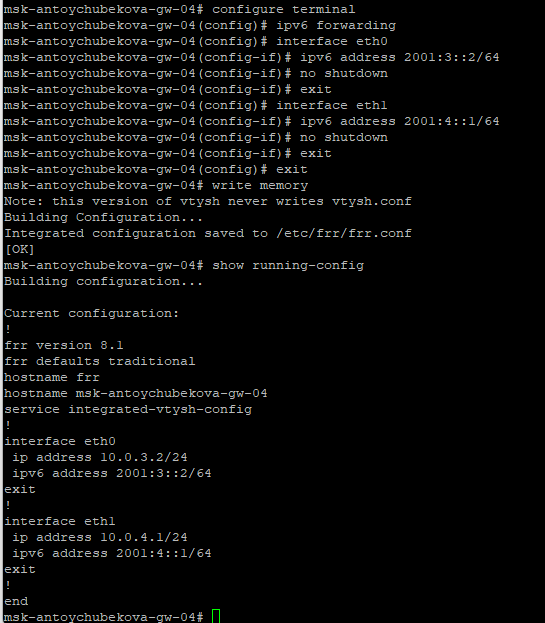 msk-antoychubekova-gw-04# configure terminal
msk-antoychubekova-gw-04(config)# ipv6 forwarding
msk-antoychubekova-gw-04(config)# interface eth0
msk-antoychubekova-gw-04(config-if)# ipv6 address 2001:3::2/64
msk-antoychubekova-gw-04(config-if)# no shutdown
msk-antoychubekova-gw-04(config-if)# exit
msk-antoychubekova-gw-04(config)# interface eth1
msk-antoychubekova-gw-04(config-if)# ipv6 address 2001:4::1/64
msk-antoychubekova-gw-04(config-if)# no shutdown
msk-antoychubekova-gw-04(config-if)# exit
msk-antoychubekova-gw-04(config)# exit
msk-antoychubekova-gw-04# write memory
Note: this version of vtysh never writes vtysh.conf
Building Configuration...
Integrated configuration saved to /etc/frr/frr.conf
[OK]
msk-antoychubekova-gw-04# show running-config
Building configuration...

Current configuration:
!
frr version 8.1
frr defaults traditional
hostname frr
hostname msk-antoychubekova-gw-04
service integrated-vtysh-config
!
interface eth0
 ip address 10.0.3.2/24
 ipv6 address 2001:3::2/64
exit
!
interface eth1
 ip address 10.0.4.1/24
 ipv6 address 2001:4::1/64
exit
!
end
msk-antoychubekova-gw-04#